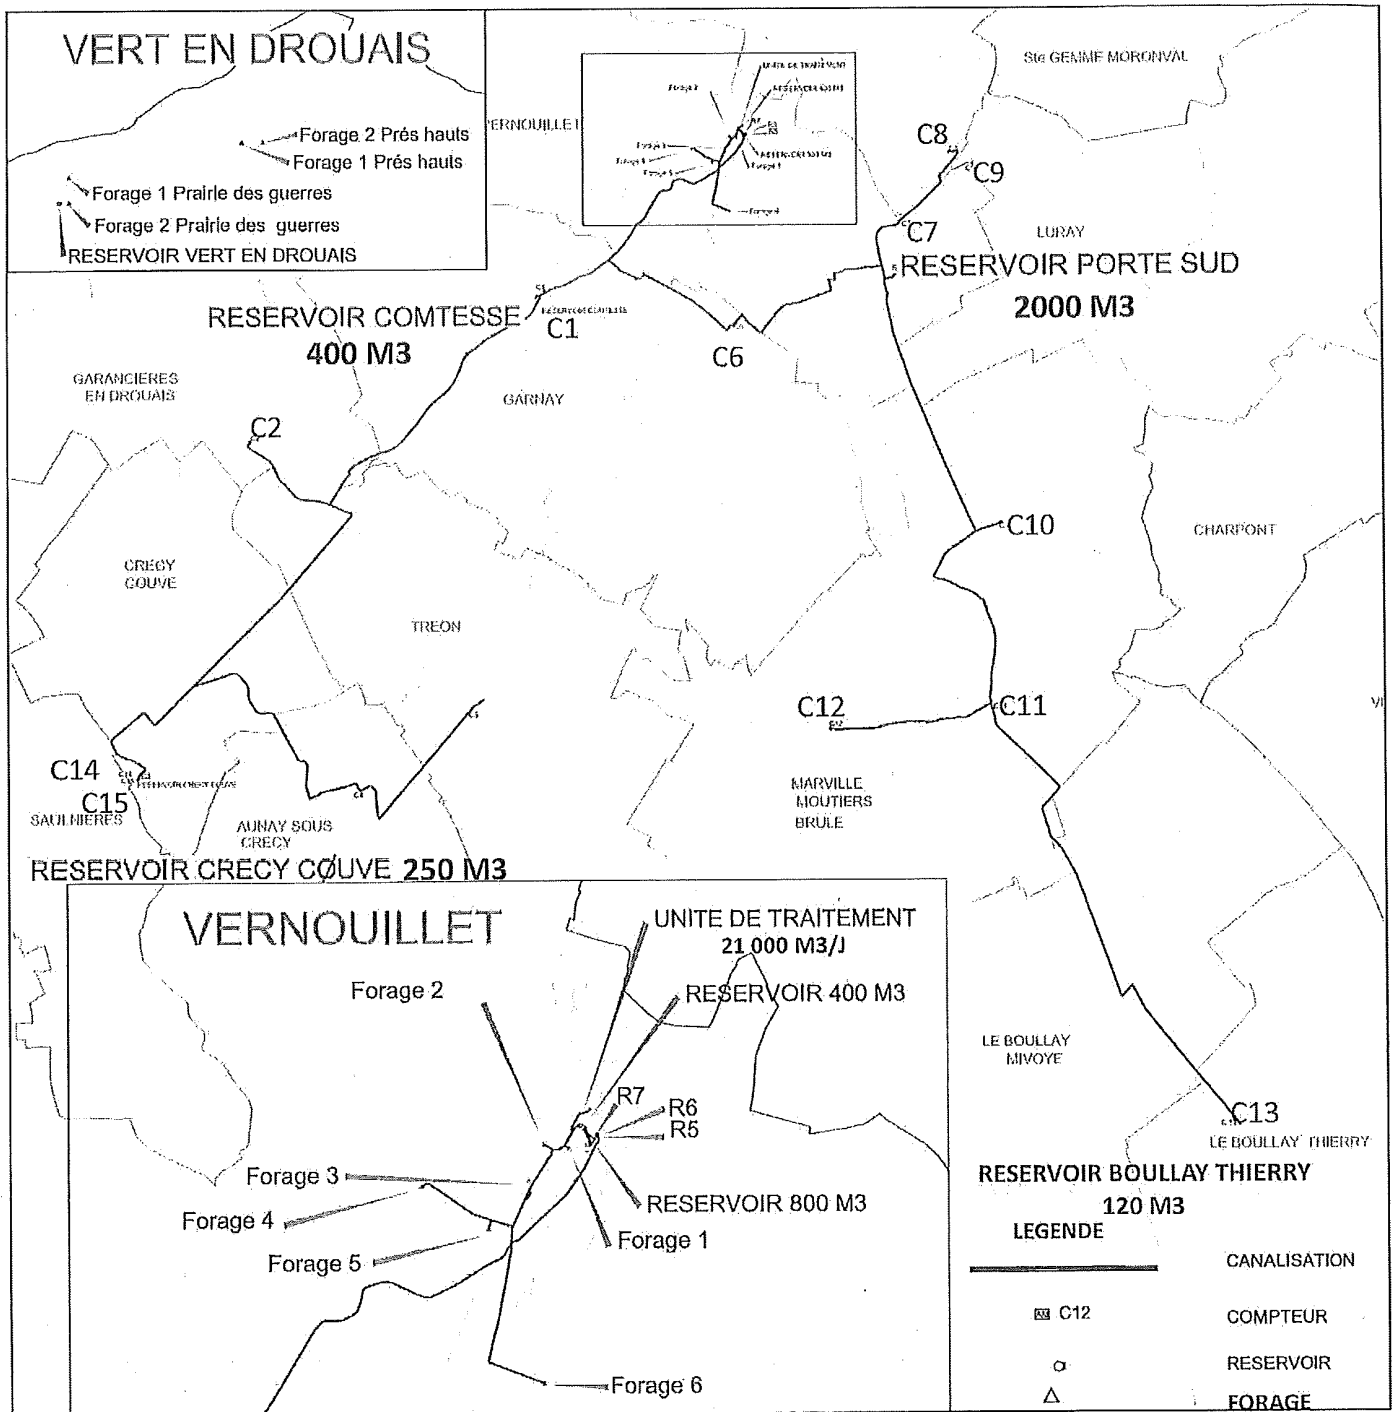 VERT EN DROUAIS
Forage 2 Prés hauts
Forage 1 Prés hauts
Forage 1 Prairie des guerres
Forage 2 Prairie des guerres
RESERVOIR VERT EN DROUAIS
Ste GEMME MORONVAL
C8
C9
C7
LURAY
RESERVOIR PORTE SUD
2000 M3
RESERVOIR COMTESSE
400 M3
C1
C6
GARANCIERES
EN DROUAIS
GARNAY
C2
C10
CHARPONT
CRECY
COUVE
TREON
C12
C11
C14
C15
SAULNIERES
AUNAY SOUS
CRECY
MARVILLE
MOUTIERS
BRULE
RESERVOIR CRECY COUVE 250 M3
VERNOUILLET
UNITE DE TRAITEMENT
21 000 M3/J
Forage 2
RESERVOIR 400 M3
R7
R6
R5
Forage 3
Forage 4
RESERVOIR 800 M3
Forage 5
Forage 1
Forage 6
LE BOULLAY
MIVOYE
C13
LE BOULLAY THIERRY
RESERVOIR BOULLAY THIERRY
120 M3
LEGENDE
CANALISATION
C12
COMPTEUR
RESERVOIR
FORAGE